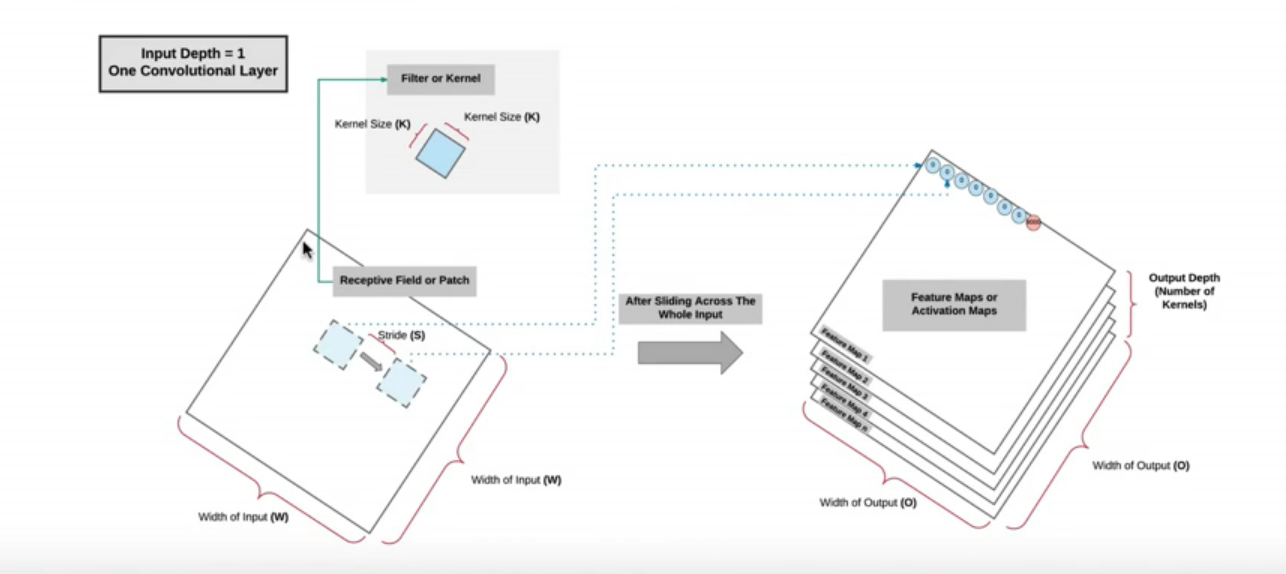 Input Depth = 1
One Convolutional Layer
Filter or Kernel
Kernel Size (K)
Kernel Size (K)
Receptive Field or Patch
Stride (S)
Width of Input (W)
Width of Input (W)
After Sliding Across The
Whole Input
Feature Maps or
Activation Maps
Output Depth
(Number of
Kernels)
Feature Map 1
Feature Map 2
Feature Map 3
Feature Map 4
Feature Map n
Width of Output (O)
Width of Output (O)